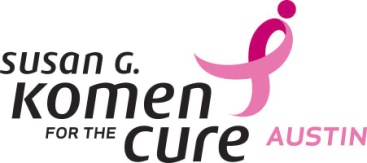 SUSAN G.
Komen
FOR THE
Cure AUSTIN